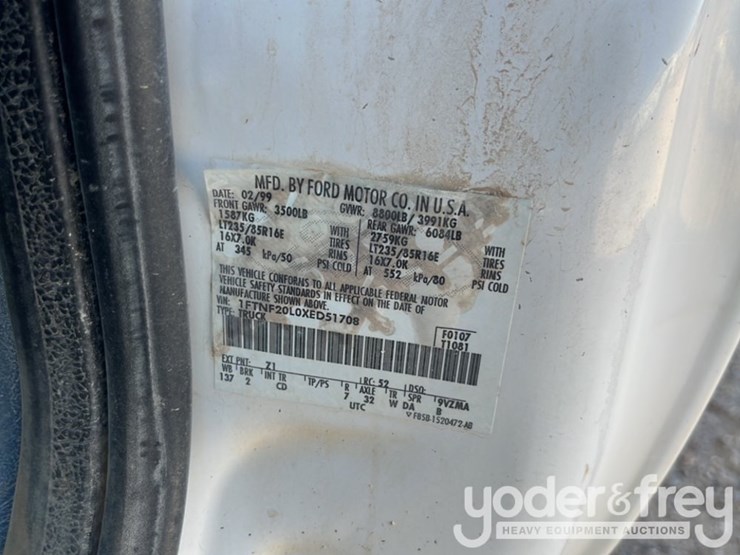 MFD. BY FORD MOTOR CO. IN U.S.A.
DATE: 02/99 GVWR: 8800LB/ 3991KG
FRONT GAWR: 3500LB REAR GAWR: 6084LB
1587KG WITH 2759KG WITH
LT235/85R16E TIRES LT235/85R16E TIRES
16X7.0K RIMS 16X7.0K RIMS
AT 345 kPa/50 PSI COLD AT 552 kPa/80 PSI COLD
THIS VEHICLE CONFORMS TO ALL APPLICABLE FEDERAL MOTOR
VEHICLE SAFETY STANDARDS IN EFFECT ON THE DATE OF
MANUFACTURE SHOWN ABOVE.
VIN: 1FTNF20L0XED51708 F0107
TYPE: TRUCK T1081
EXT PNT: Z1 RC: 52 DSO:
WB BRK INT TR TP/PS R AXLE TR SPR 9VZMA
137 2 CD 7 32 W DA B
UTC
F85B-1520472-AB
yoder&frey
HEAVY EQUIPMENT AUCTIONS